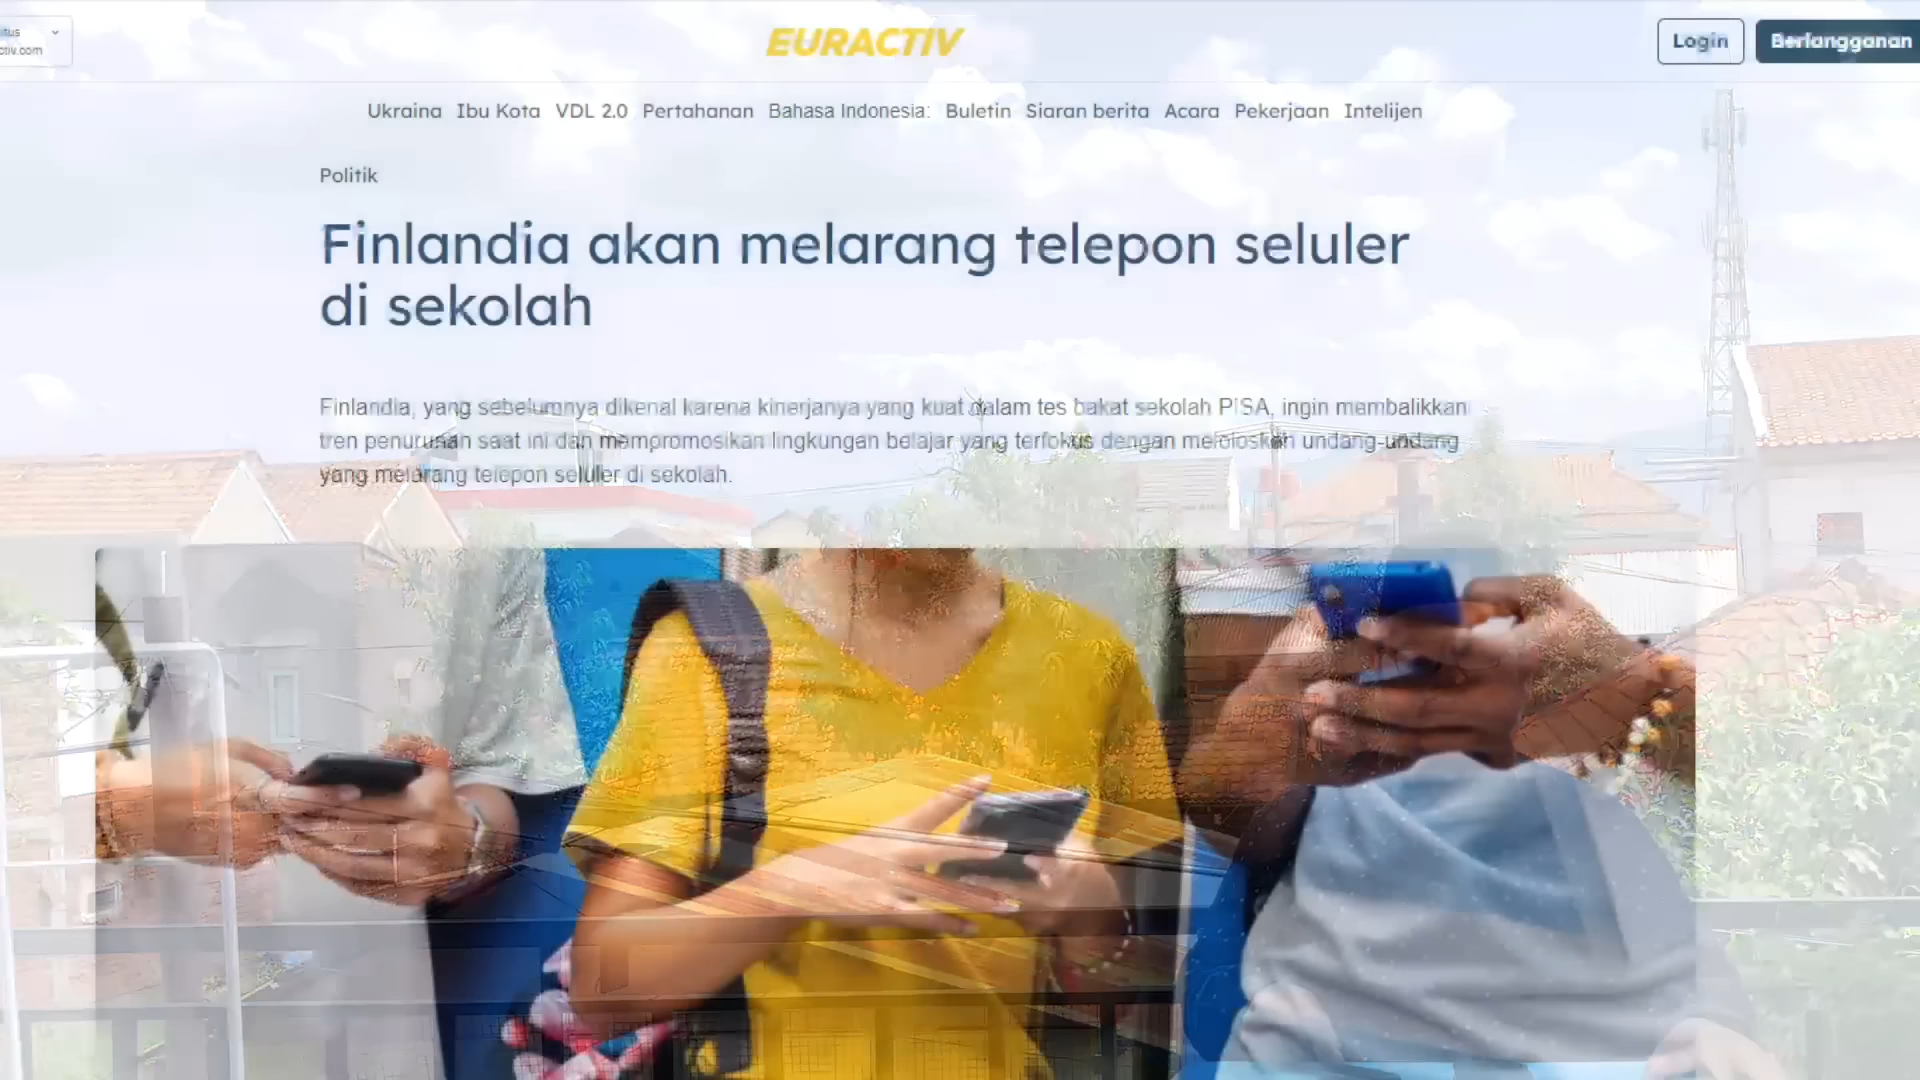 itus
ctiv.com
EURACTIV
Login
Berlangganan
Ukraina Ibu Kota VDL 2.0 Pertahanan Bahasa Indonesia: Buletin Siaran berita Acara Pekerjaan Intelijen
Politik
Finlandia akan melarang telepon seluler
di sekolah
Finlandia, yang sebelumnya dikenal karena kinerjanya yang kuat dalam tes bakat sekolah PISA, ingin membalikkan
tren penurunan saat ini dan mempromosikan lingkungan belajar yang terfokus dengan meloloskan undang-undang
yang melarang telepon seluler di sekolah.